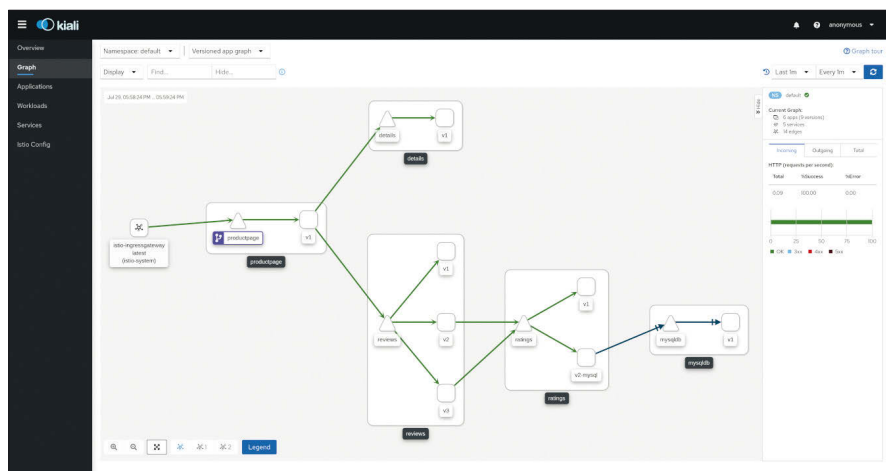 kiali
anonymous
Overview
Graph
Applications
Workloads
Services
Istio Config
Namespace: default
Versioned app graph
Graph tour
Display
Find...
Hide...
Last 1m
Every 1m
Hide
NS default
Current Graph:
6 apps (9 versions)
5 services
14 edges
Incoming
Outgoing
Total
HTTP (requests per second):
Total
%Success
%Error
0.09
100.00
0.00
0
25
50
75
100
OK
3xx
4xx
5xx
details
v1
details
istio-ingressgateway
latest
(istio-system)
productpage
v1
productpage
v1
reviews
v2
v3
reviews
v1
ratings
v2-mysql
ratings
mysqldb
v1
mysqldb
1
2
Legend